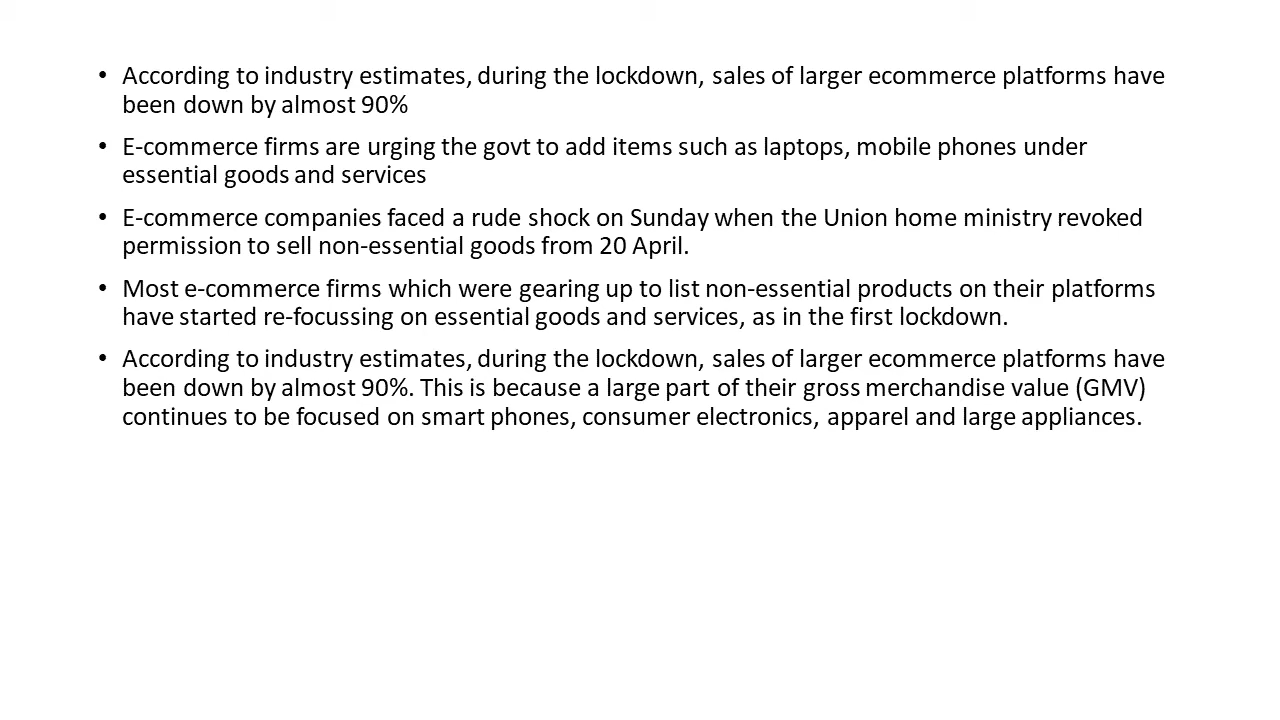 • According to industry estimates, during the lockdown, sales of larger ecommerce platforms have
been down by almost 90%
• E-commerce firms are urging the govt to add items such as laptops, mobile phones under
essential goods and services
• E-commerce companies faced a rude shock on Sunday when the Union home ministry revoked
permission to sell non-essential goods from 20 April.
• Most e-commerce firms which were gearing up to list non-essential products on their platforms
have started re-focussing on essential goods and services, as in the first lockdown.
• According to industry estimates, during the lockdown, sales of larger ecommerce platforms have
been down by almost 90%. This is because a large part of their gross merchandise value (GMV)
continues to be focused on smart phones, consumer electronics, apparel and large appliances.